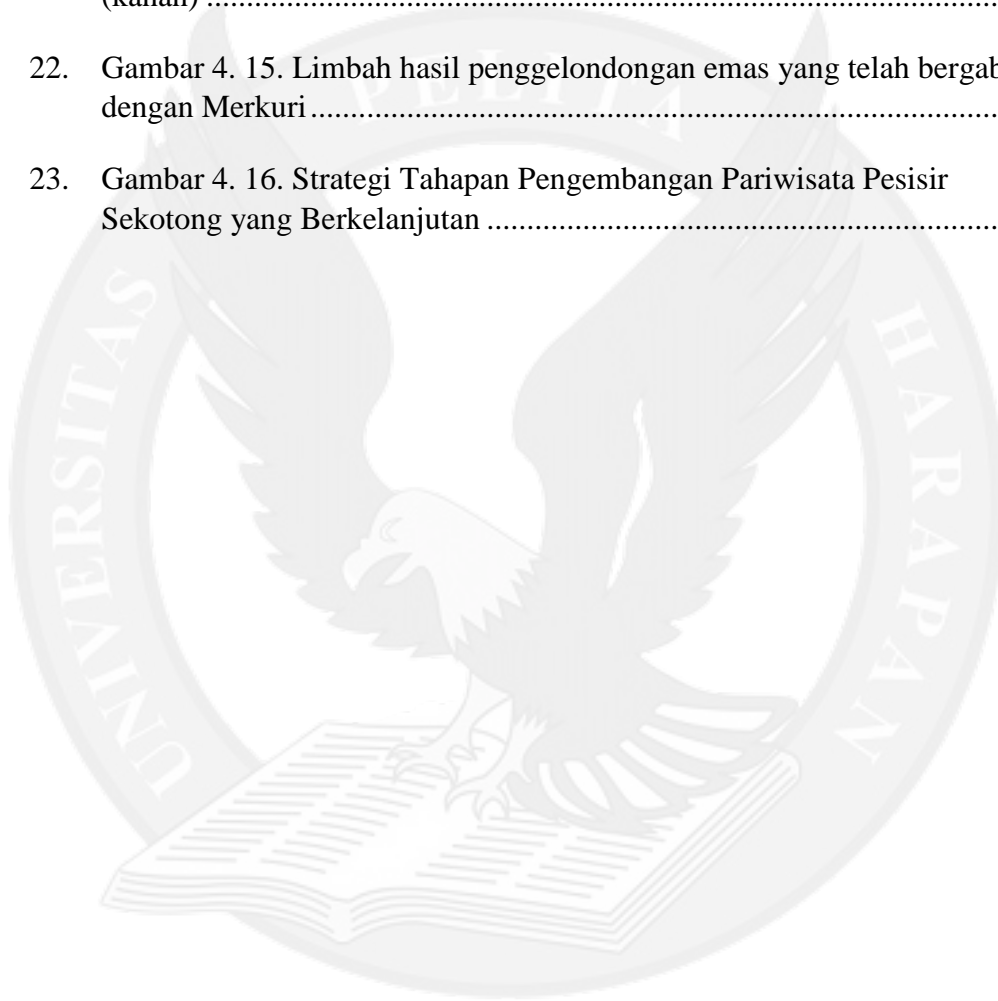 (kanan) ................................................................................
22. Gambar 4. 15. Limbah hasil penggelondongan emas yang telah
dengan Merkuri................................................................................
23. Gambar 4. 16. Strategi Tahapan Pengembangan Pariwisata Pesisir
Sekotong yang Berkelanjutan ................................................................
UNIVERSITAS PELITA HARAPAN